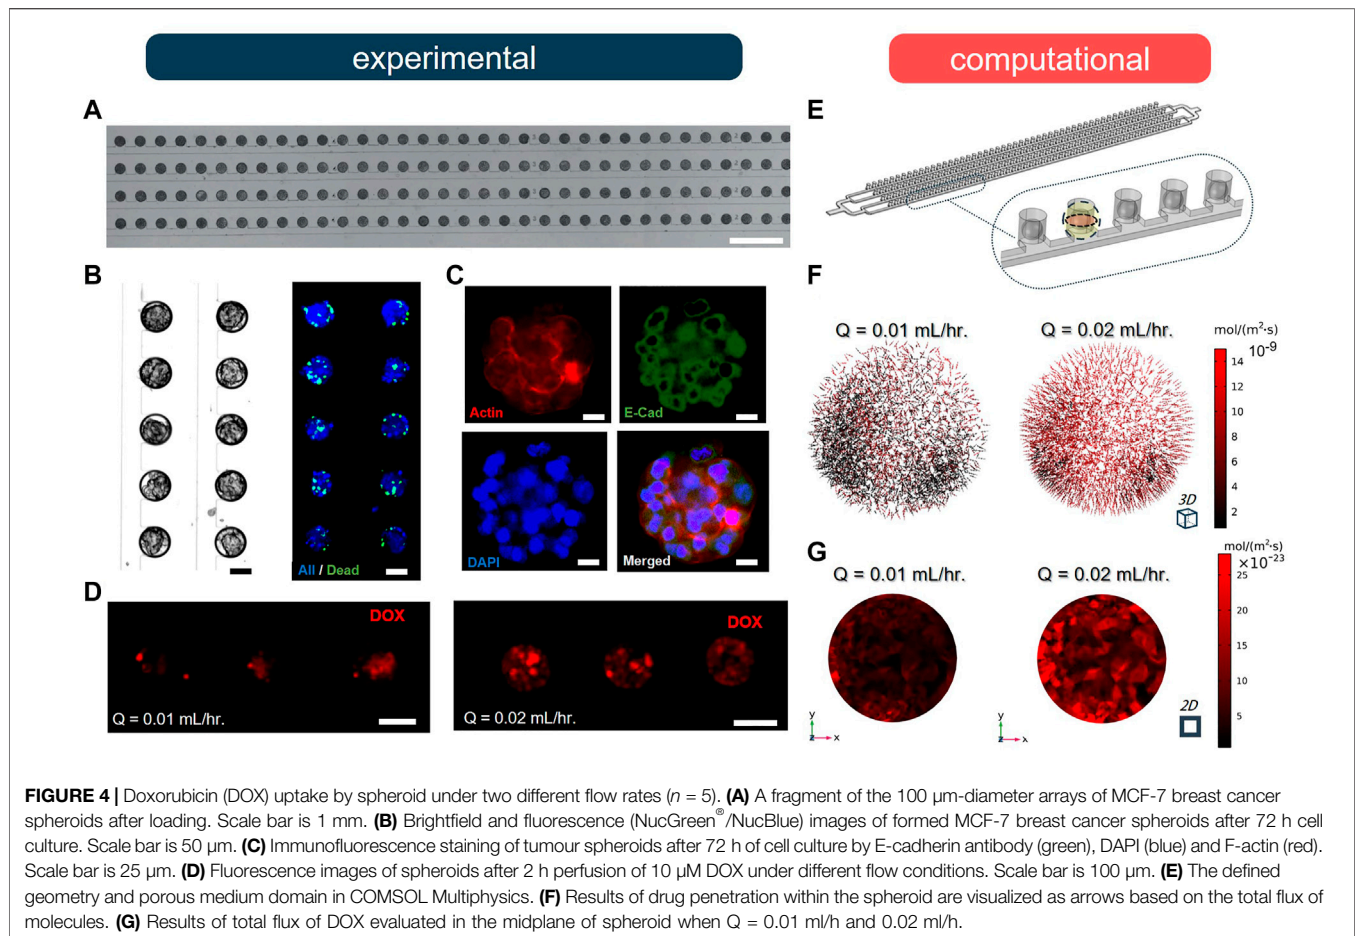 experimental
computational
A
E
B
C
Actin
E-Cad
DAPI
Merged
All / Dead
F
Q = 0.01 mL/hr.
Q = 0.02 mL/hr.
mol/(m²·s)
10⁻⁹
14
12
10
8
6
4
2
3D
D
DOX
Q = 0.01 mL/hr.
DOX
Q = 0.02 mL/hr.
G
Q = 0.01 mL/hr.
Q = 0.02 mL/hr.
mol/(m²·s)
×10⁻²³
25
20
15
10
5
y
z
x
y
z
x
2D
FIGURE 4 | Doxorubicin (DOX) uptake by spheroid under two different flow rates (n = 5). (A) A fragment of the 100 µm-diameter arrays of MCF-7 breast cancer
spheroids after loading. Scale bar is 1 mm. (B) Brightfield and fluorescence (NucGreen®/NucBlue) images of formed MCF-7 breast cancer spheroids after 72 h cell
culture. Scale bar is 50 µm. (C) Immunofluorescence staining of tumour spheroids after 72 h of cell culture by E-cadherin antibody (green), DAPI (blue) and F-actin (red).
Scale bar is 25 µm. (D) Fluorescence images of spheroids after 2 h perfusion of 10 µM DOX under different flow conditions. Scale bar is 100 µm. (E) The defined
geometry and porous medium domain in COMSOL Multiphysics. (F) Results of drug penetration within the spheroid are visualized as arrows based on the total flux of
molecules. (G) Results of total flux of DOX evaluated in the midplane of spheroid when Q = 0.01 ml/h and 0.02 ml/h.